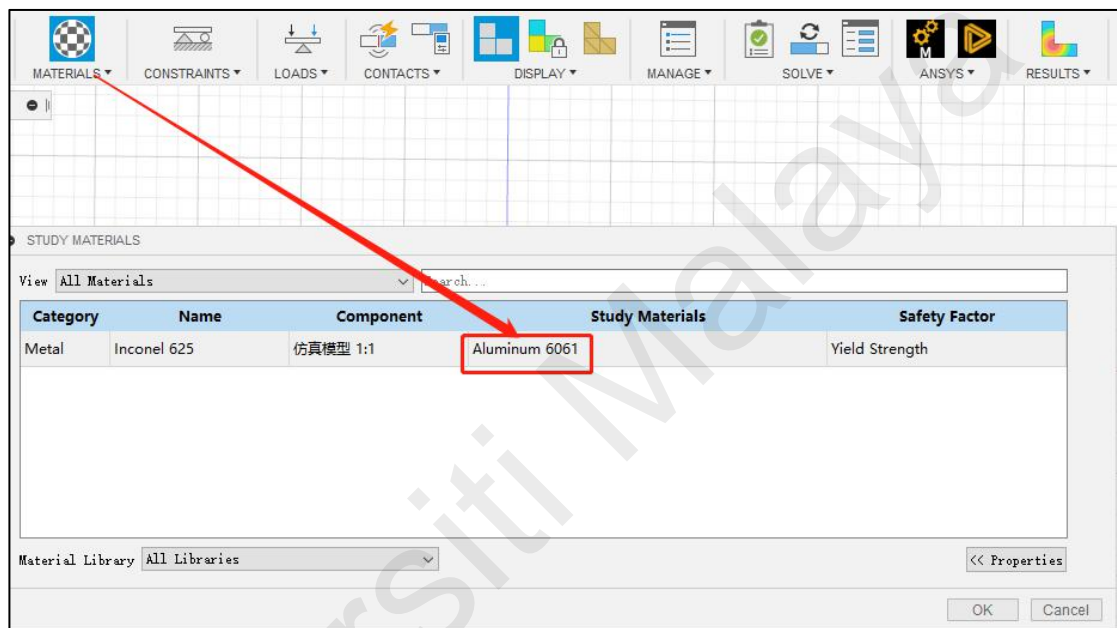 MATERIALS CONSTRAINTS LOADS CONTACTS DISPLAY MANAGE SOLVE M ANSYS RESULTS
STUDY MATERIALS
View All Materials
Category Name Component Study Materials Safety Factor
Metal Inconel 625 仿真模型 1:1 Aluminum 6061 Yield Strength
Material Library All Libraries << Properties
OK Cancel
rsiti Malaya